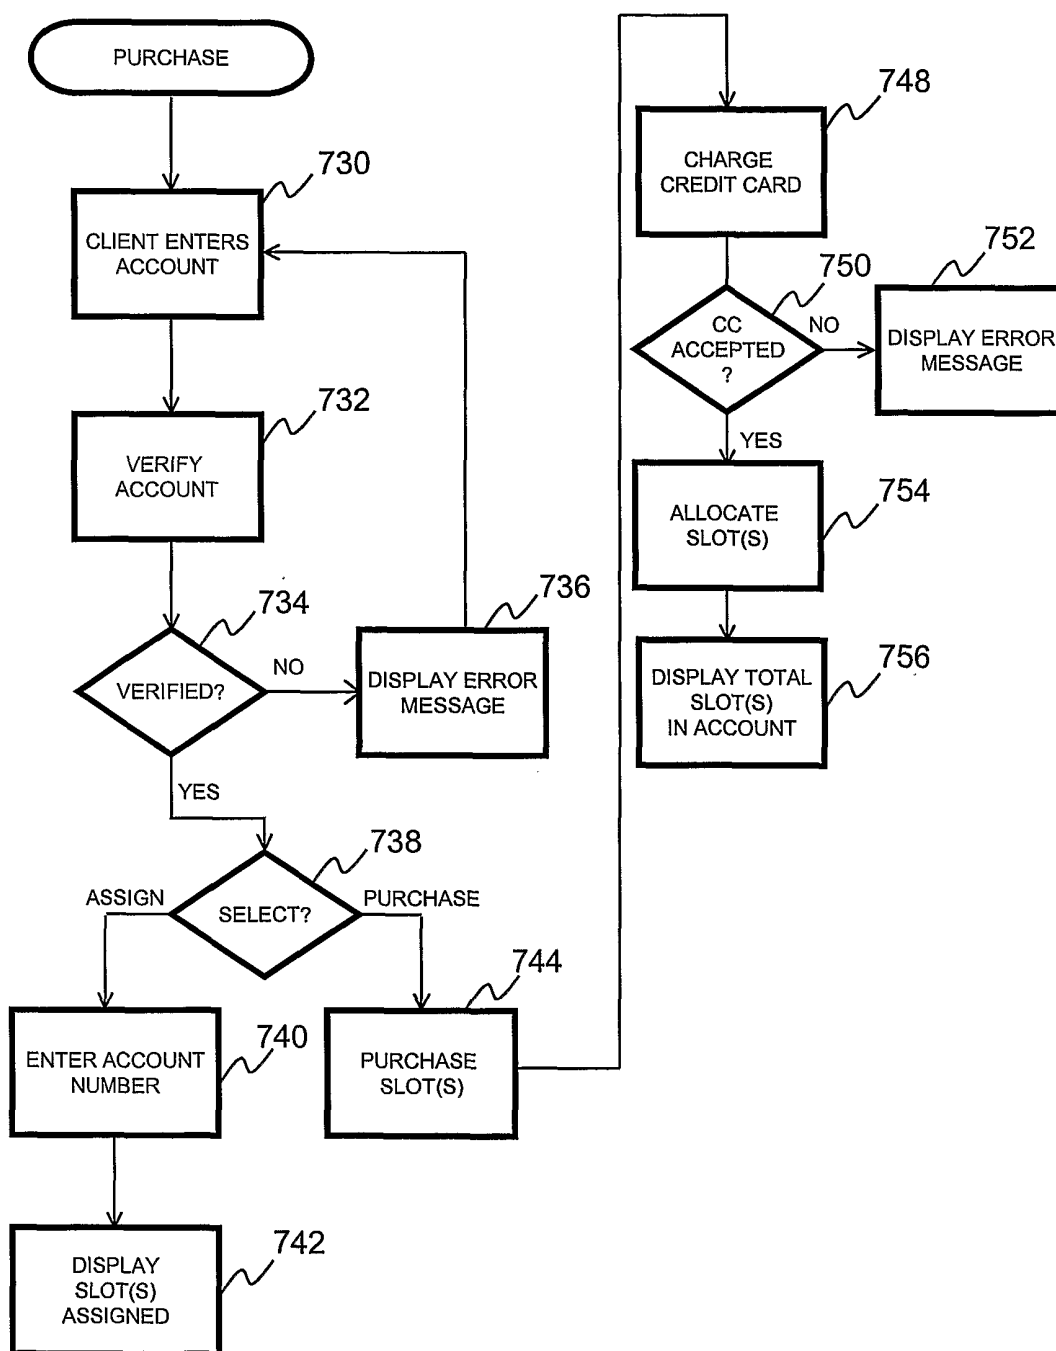 PURCHASE
730
CLIENT ENTERS
ACCOUNT
732
VERIFY
ACCOUNT
734
VERIFIED?
NO
736
DISPLAY ERROR
MESSAGE
YES
738
ASSIGN
SELECT?
PURCHASE
740
ENTER ACCOUNT
NUMBER
742
DISPLAY
SLOT(S)
ASSIGNED
744
PURCHASE
SLOT(S)
748
CHARGE
CREDIT CARD
750
CC
ACCEPTED
?
NO
752
DISPLAY ERROR
MESSAGE
YES
754
ALLOCATE
SLOT(S)
756
DISPLAY TOTAL
SLOT(S)
IN ACCOUNT